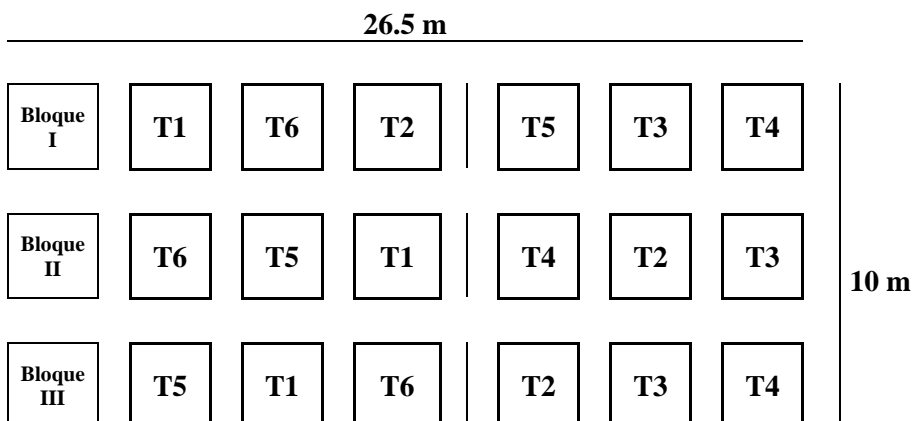 26.5 m
Bloque
I
T1 T6 T2 T5 T3 T4
Bloque
II
T6 T5 T1 T4 T2 T3
10 m
Bloque
III
T5 T1 T6 T2 T3 T4